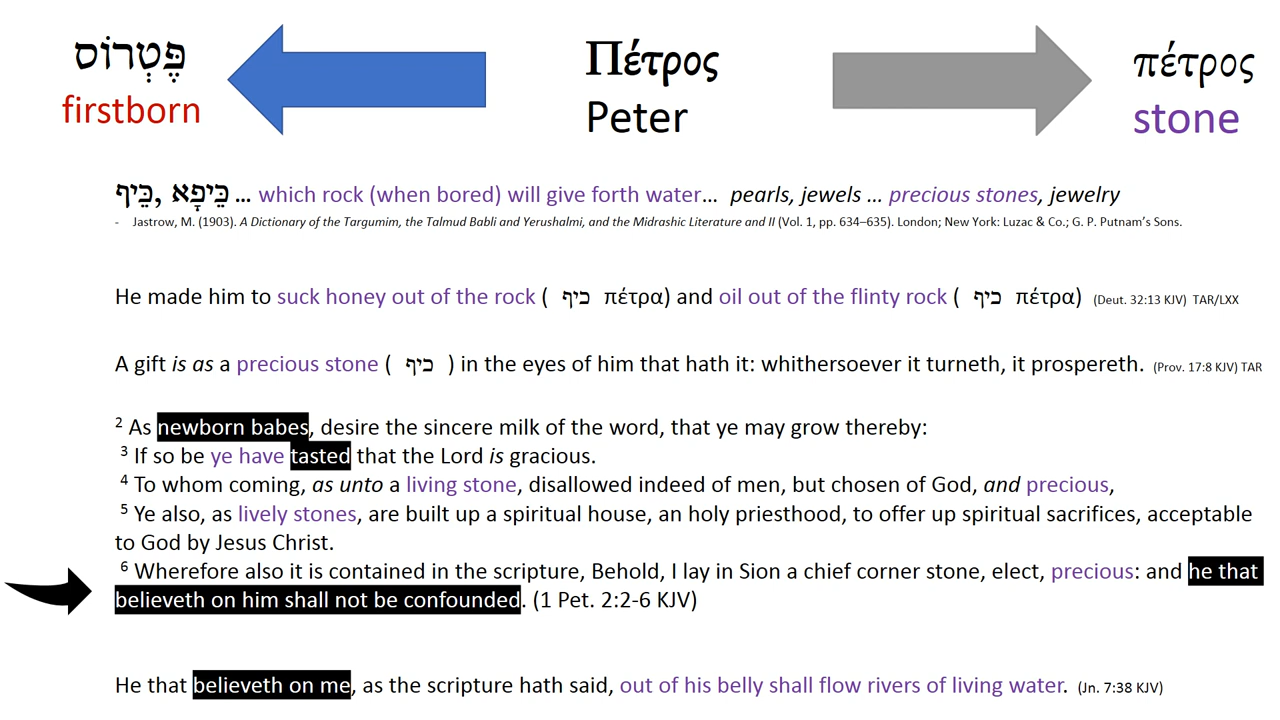 פֶּטְרוֹס Πέτρος πέτρος
firstborn Peter stone
כֵּיפָא ,כֵּיף ... which rock (when bored) will give forth water... pearls, jewels ... precious stones, jewelry
- Jastrow, M. (1903). A Dictionary of the Targumim, the Talmud Babli and Yerushalmi, and the Midrashic Literature and II (Vol. 1, pp. 634–635). London; New York: Luzac & Co.; G. P. Putnam's Sons.
He made him to suck honey out of the rock ( כיף πέτρα) and oil out of the flinty rock ( כיף πέτρα) (Deut. 32:13 KJV) TAR/LXX
A gift is as a precious stone ( כיף ) in the eyes of him that hath it: whithersoever it turneth, it prospereth. (Prov. 17:8 KJV) TAR
2 As newborn babes, desire the sincere milk of the word, that ye may grow thereby:
3 If so be ye have tasted that the Lord is gracious.
4 To whom coming, as unto a living stone, disallowed indeed of men, but chosen of God, and precious,
5 Ye also, as lively stones, are built up a spiritual house, an holy priesthood, to offer up spiritual sacrifices, acceptable
to God by Jesus Christ.
6 Wherefore also it is contained in the scripture, Behold, I lay in Sion a chief corner stone, elect, precious: and he that
believeth on him shall not be confounded. (1 Pet. 2:2-6 KJV)
He that believeth on me, as the scripture hath said, out of his belly shall flow rivers of living water. (Jn. 7:38 KJV)